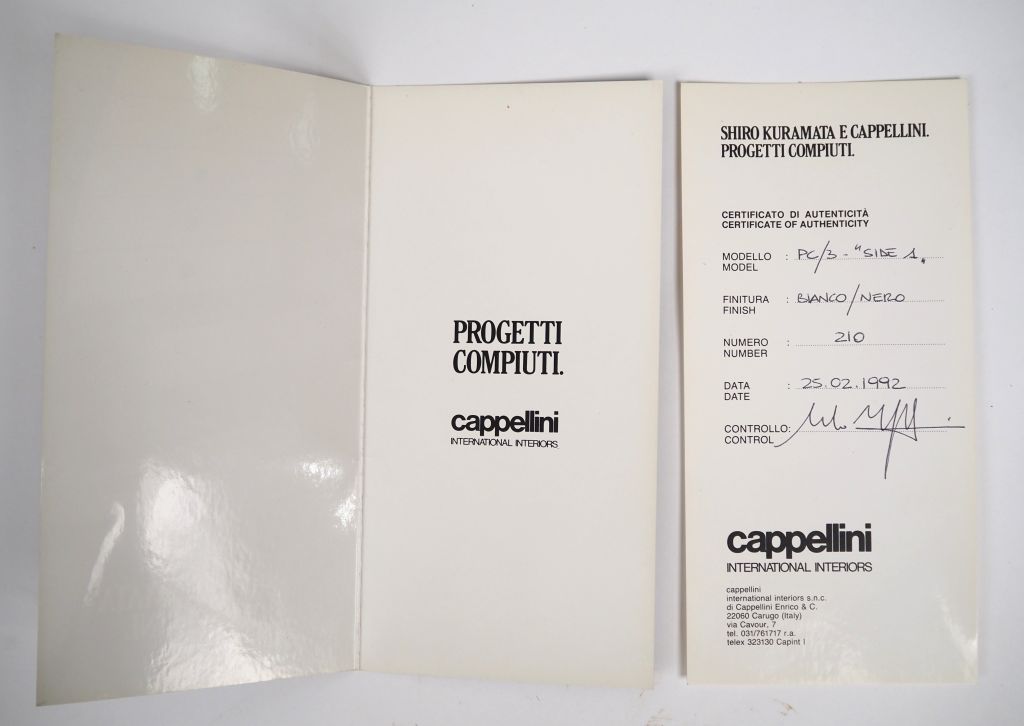 PROGETTI
COMPIUTI.
cappellini
INTERNATIONAL INTERIORS
SHIRO KURAMATA E CAPPELLINI.
PROGETTI COMPIUTI.
CERTIFICATO DI AUTENTICITÀ
CERTIFICATE OF AUTHENTICITY
MODELLO : PC/3 - "SIDE 1"
MODEL
FINITURA : BIANCO/NERO
FINISH
NUMERO : 210
NUMBER
DATA : 25.02.1992
DATE
CONTROLLO:
CONTROL
cappellini
INTERNATIONAL INTERIORS
cappellini
international interiors s.n.c.
di Cappellini Enrico & C.
22060 Carugo (Italy)
via Cavour, 7
tel. 031/761717 r.a.
telex 323130 Capint I